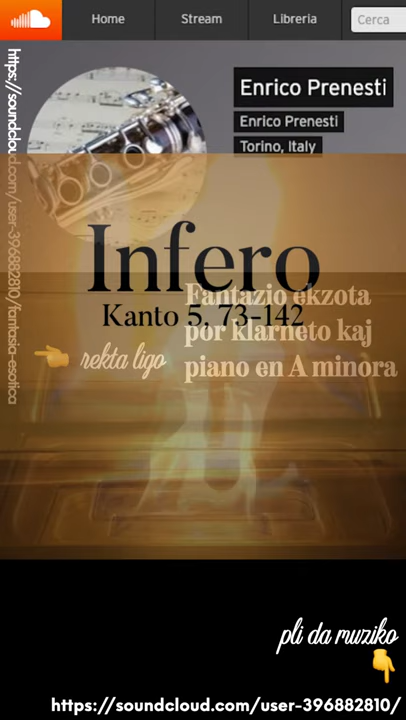 Home Stream Libreria Cerca
Enrico Prenesti
Enrico Prenesti
Torino, Italy
https://soundcloud.com/user-396882810/fantasia-esotica
Infero
Kanto 5, 73-142
Fantazio ekzota
por klarneto kaj
piano en A minora
👈 rekta ligo
pli da muziko
👇
https://soundcloud.com/user-396882810/